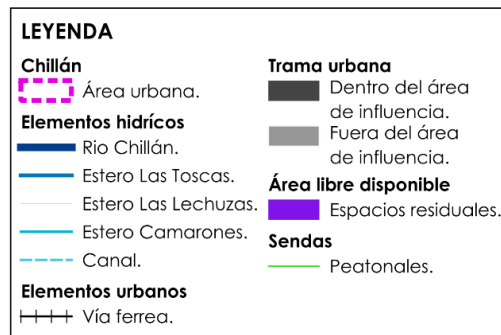 LEYENDA
Chillán
Área urbana.
Elementos hidrícos
Rio Chillán.
Estero Las Toscas.
Estero Las Lechuzas.
Estero Camarones.
Canal.
Elementos urbanos
Vía ferrea.
Trama urbana
Dentro del área
de influencia.
Fuera del área
de influencia.
Área libre disponible
Espacios residuales.
Sendas
Peatonales.